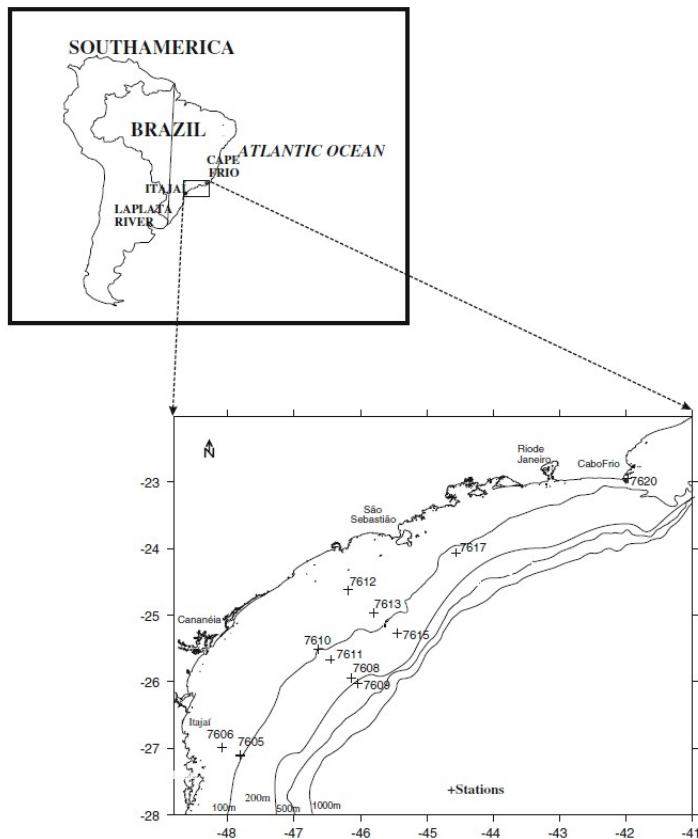 SOUTHAMERICA
BRAZIL
ATLANTIC OCEAN
CAPE
FRIO
ITAJAI
LAPLATA
RIVER
N
Riode
Janeiro
CaboFrio
7620
-23
São
Sebastião
-24
7617
7612
7613
-25
Cananéia
7615
7610
7611
-26
7608
7609
Itajaí
7606
7605
-27
+Stations
100m
200m
500m
1000m
-28
-48
-47
-46
-45
-44
-43
-42
-41